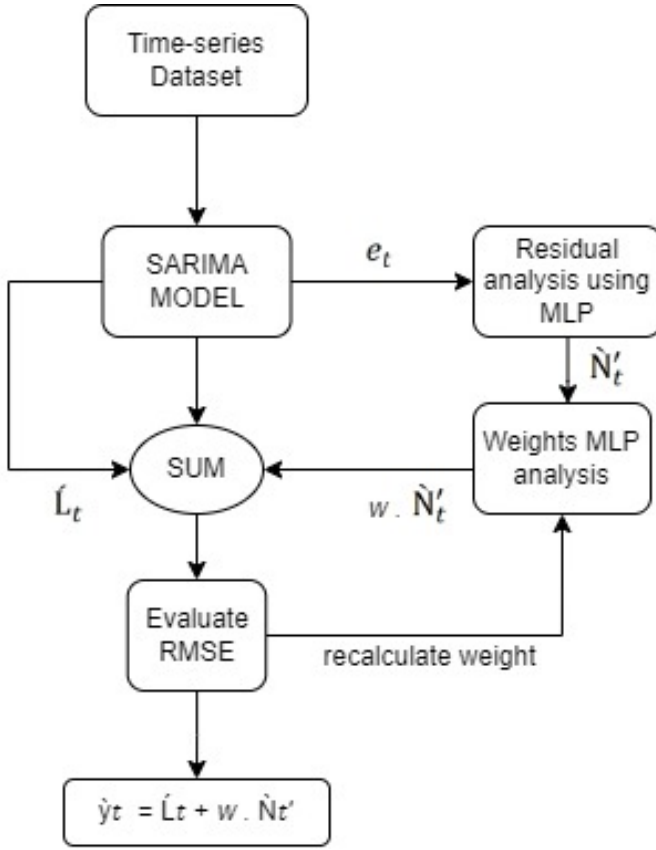 Time-series
Dataset
SARIMA
MODEL
e_t
Residual
analysis using
MLP
Ǹ′_t
Weights MLP
analysis
SUM
Ĺ_t
w . Ǹ′_t
Evaluate
RMSE
recalculate weight
ỳt = Ĺt + w . Ǹt′